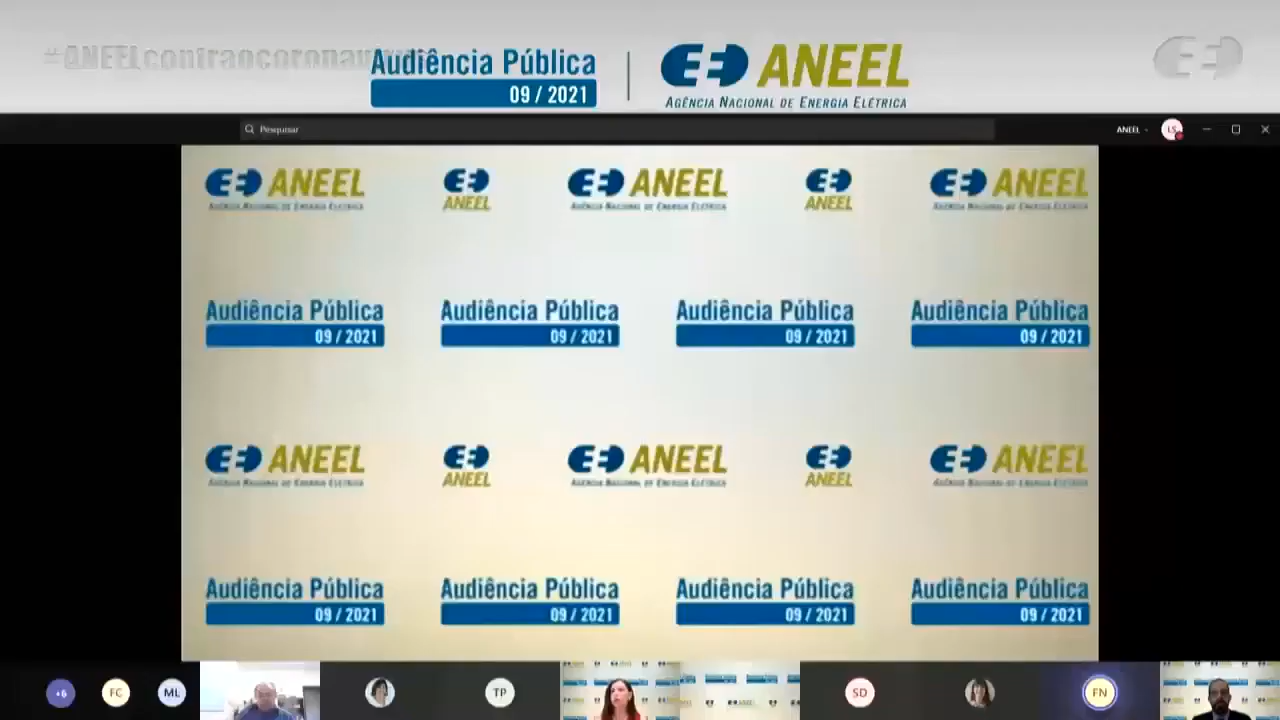 #ANEELcontraocoronav
Audiência Pública
09 / 2021
ANEEL
AGÊNCIA NACIONAL DE ENERGIA ELÉTRICA
Pesquisar
ANEEL
LS
ANEEL
AGÊNCIA NACIONAL DE ENERGIA ELÉTRICA
ANEEL
ANEEL
AGÊNCIA NACIONAL DE ENERGIA ELÉTRICA
ANEEL
ANEEL
AGÊNCIA NACIONAL DE ENERGIA ELÉTRICA
Audiência Pública
09 / 2021
Audiência Pública
09 / 2021
Audiência Pública
09 / 2021
Audiência Pública
09 / 2021
ANEEL
AGÊNCIA NACIONAL DE ENERGIA ELÉTRICA
ANEEL
ANEEL
AGÊNCIA NACIONAL DE ENERGIA ELÉTRICA
ANEEL
ANEEL
AGÊNCIA NACIONAL DE ENERGIA ELÉTRICA
Audiência Pública
09 / 2021
Audiência Pública
09 / 2021
Audiência Pública
09 / 2021
Audiência Pública
09 / 2021
+6
FC
ML
TP
SD
FN